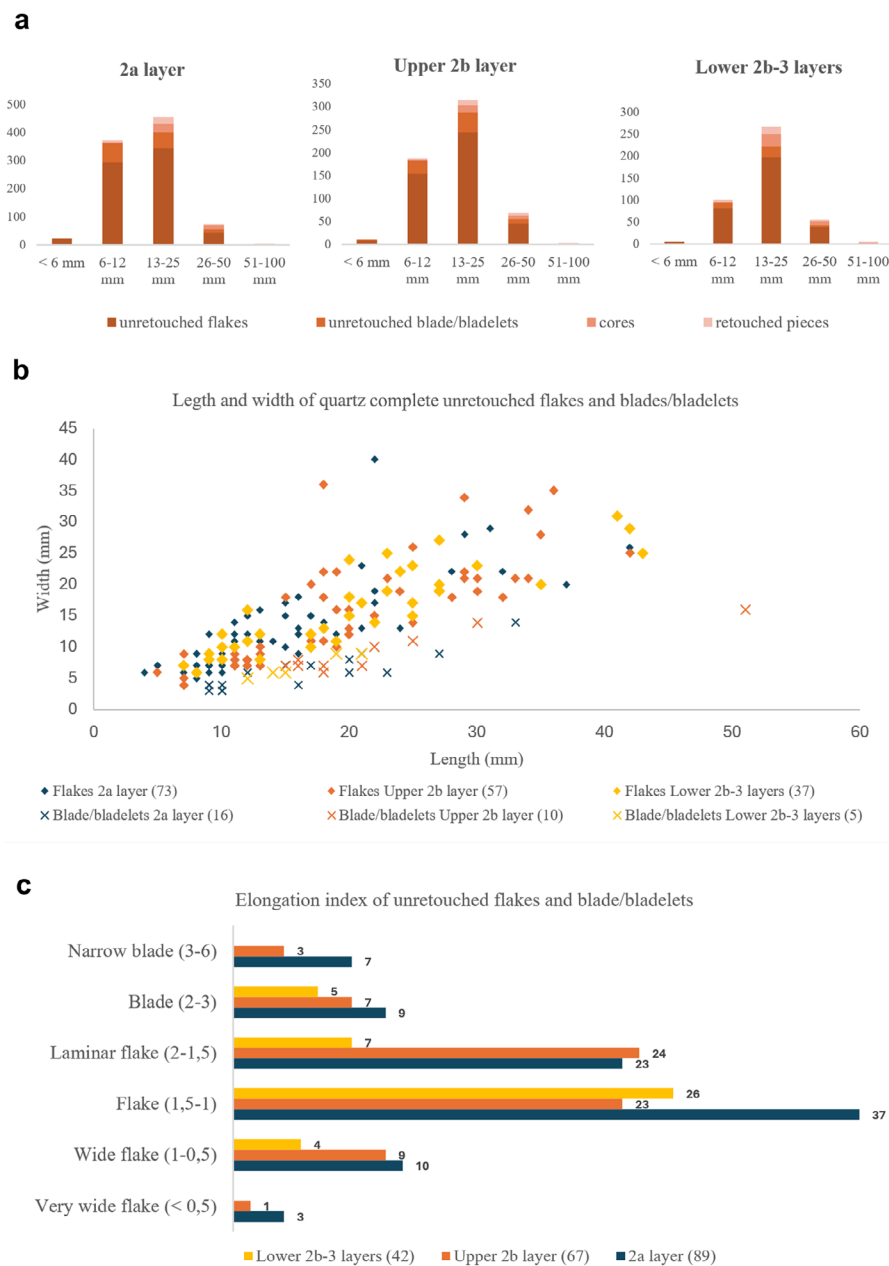 a
2a layer
Upper 2b layer
Lower 2b-3 layers
500
400
300
200
100
0
350
300
250
200
150
100
50
0
300
250
200
150
100
50
0
< 6 mm 6-12 13-25 26-50 51-100
mm mm mm mm
< 6 mm 6-12 13-25 26-50 51-100
mm mm mm mm
< 6 mm 6-12 13-25 26-50 51-100
mm mm mm mm
unretouched flakes unretouched blade/bladelets cores retouched pieces
b
Legth and width of quartz complete unretouched flakes and blades/bladelets
45
40
35
30
25
20
15
10
5
0
Width (mm)
0 10 20 30 40 50 60
Length (mm)
Flakes 2a layer (73) Flakes Upper 2b layer (57) Flakes Lower 2b-3 layers (37)
Blade/bladelets 2a layer (16) Blade/bladelets Upper 2b layer (10) Blade/bladelets Lower 2b-3 layers (5)
c
Elongation index of unretouched flakes and blade/bladelets
Narrow blade (3-6) 3
7
Blade (2-3) 5
7
9
Laminar flake (2-1,5) 7
24
23
Flake (1,5-1) 26
23
37
Wide flake (1-0,5) 4
9
10
Very wide flake (< 0,5) 1
3
Lower 2b-3 layers (42) Upper 2b layer (67) 2a layer (89)